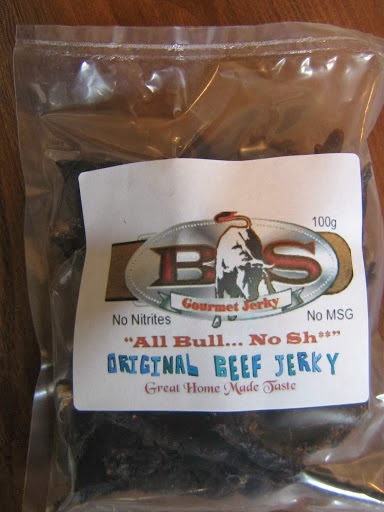 100g
BS
Gourmet Jerky
No Nitrites
No MSG
"All Bull... No Sh**"
ORIGINAL BEEF JERKY
Great Home Made Taste